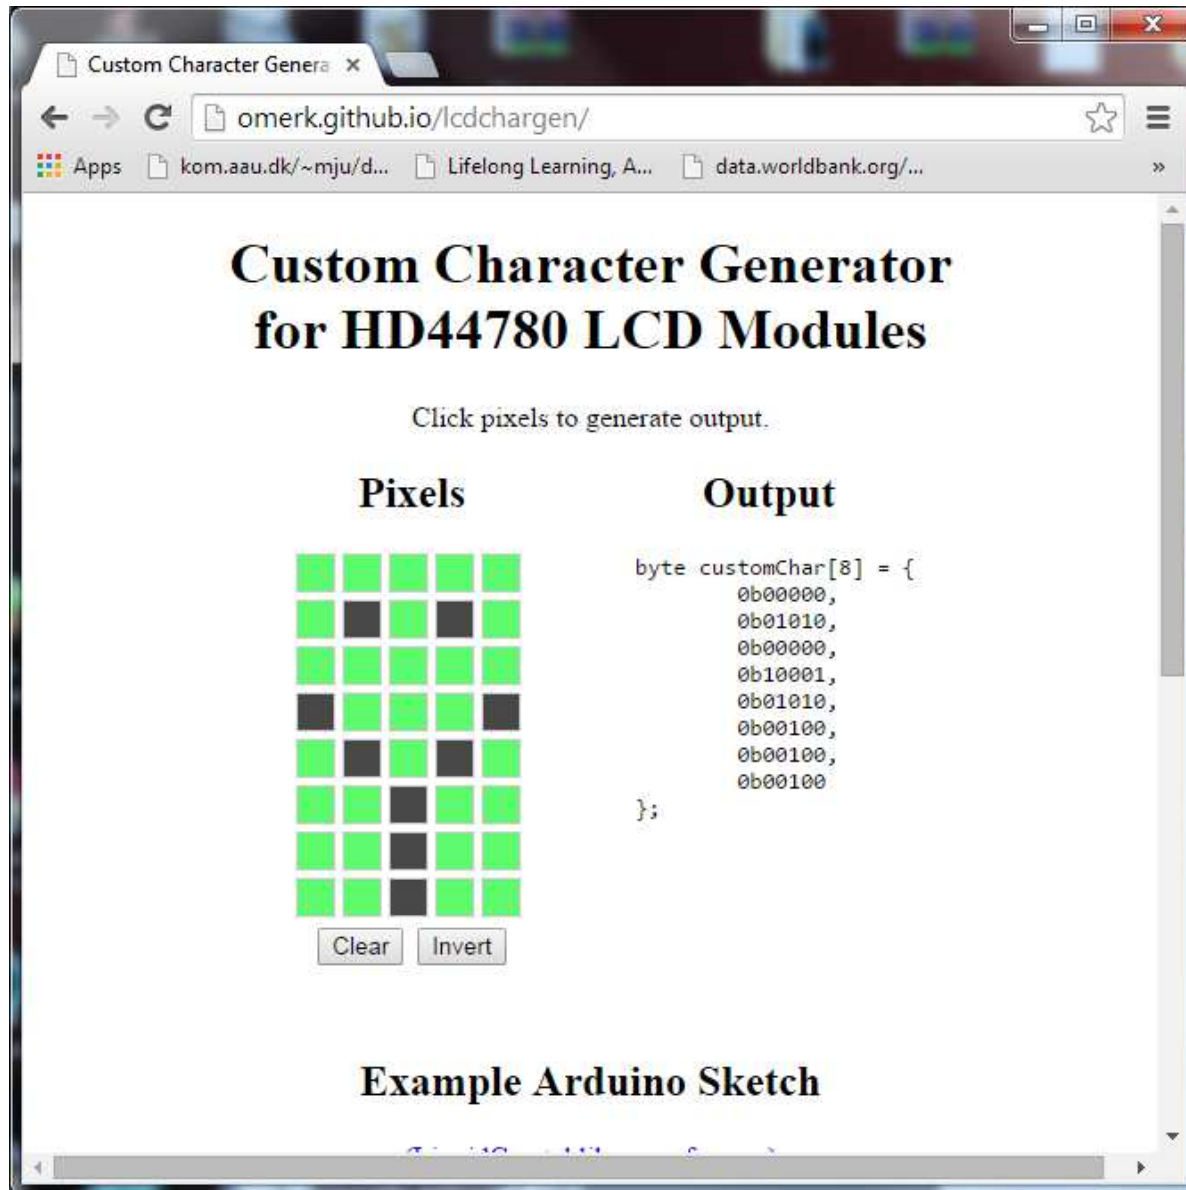 Custom Character Genera
omerk.github.io/lcdchargen/
Apps kom.aau.dk/~mju/d... Lifelong Learning, A... data.worldbank.org/... »
Custom Character Generator
for HD44780 LCD Modules
Click pixels to generate output.
Pixels
Output
byte customChar[8] = {
0b00000,
0b01010,
0b00000,
0b10001,
0b01010,
0b00100,
0b00100,
0b00100
};
Clear Invert
Example Arduino Sketch